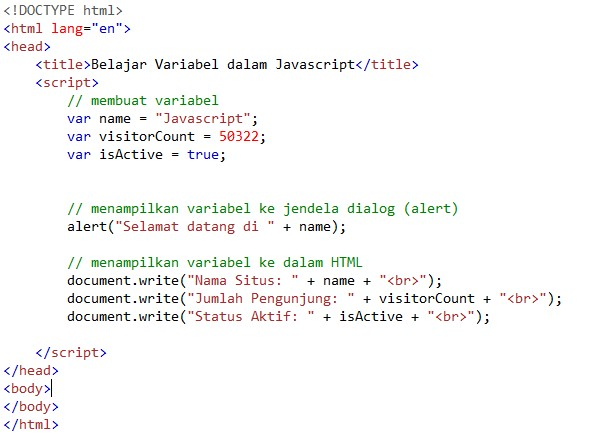 <!DOCTYPE html>
<html lang="en">
<head>
    <title>Belajar Variabel dalam Javascript</title>
    <script>
        // membuat variabel
        var name = "Javascript";
        var visitorCount = 50322;
        var isActive = true;


        // menampilkan variabel ke jendela dialog (alert)
        alert("Selamat datang di " + name);

        // menampilkan variabel ke dalam HTML
        document.write("Nama Situs: " + name + "<br>");
        document.write("Jumlah Pengunjung: " + visitorCount + "<br>");
        document.write("Status Aktif: " + isActive + "<br>");

    </script>
</head>
<body>
</body>
</html>